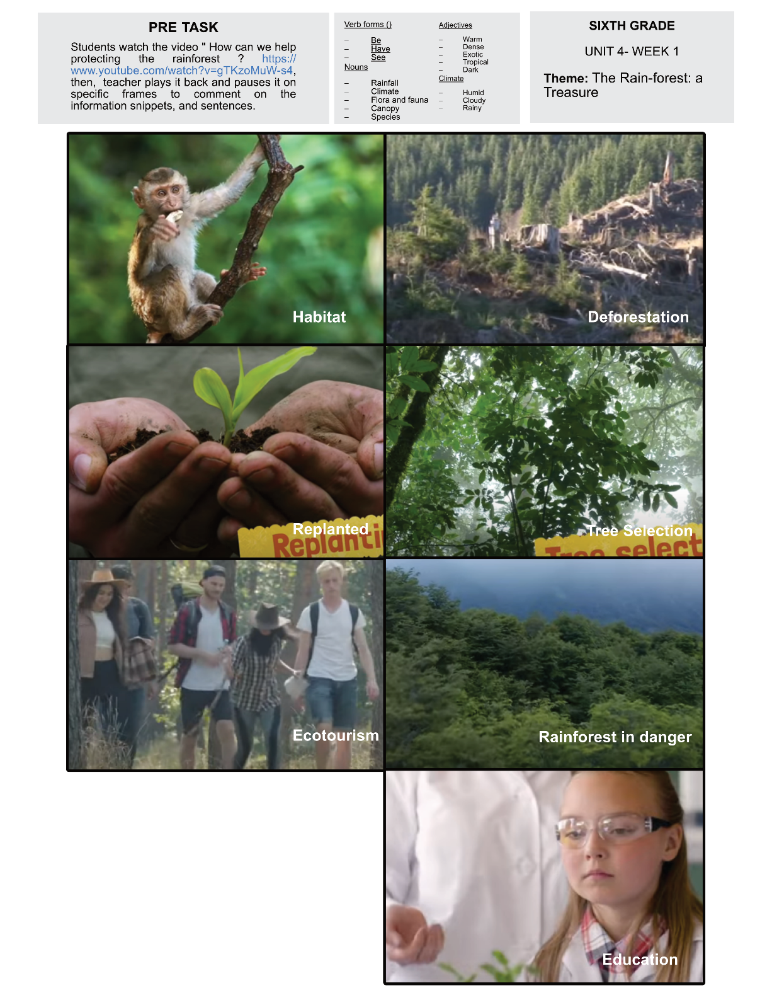 PRE TASK
Students watch the video " How can we help
protecting the rainforest ? https://
www.youtube.com/watch?v=gTKzoMuW-s4,
then, teacher plays it back and pauses it on
specific frames to comment on the
information snippets, and sentences.
Verb forms ()
– Be
– Have
– See
Nouns
– Rainfall
– Climate
– Flora and fauna
– Canopy
– Species
Adjectives
– Warm
– Dense
– Exotic
– Tropical
– Dark
Climate
– Humid
– Cloudy
– Rainy
SIXTH GRADE
UNIT 4- WEEK 1
Theme: The Rain-forest: a
Treasure
Habitat
Deforestation
Replanted
Replanti
Tree Selection
Tree select
Ecotourism
Rainforest in danger
Education